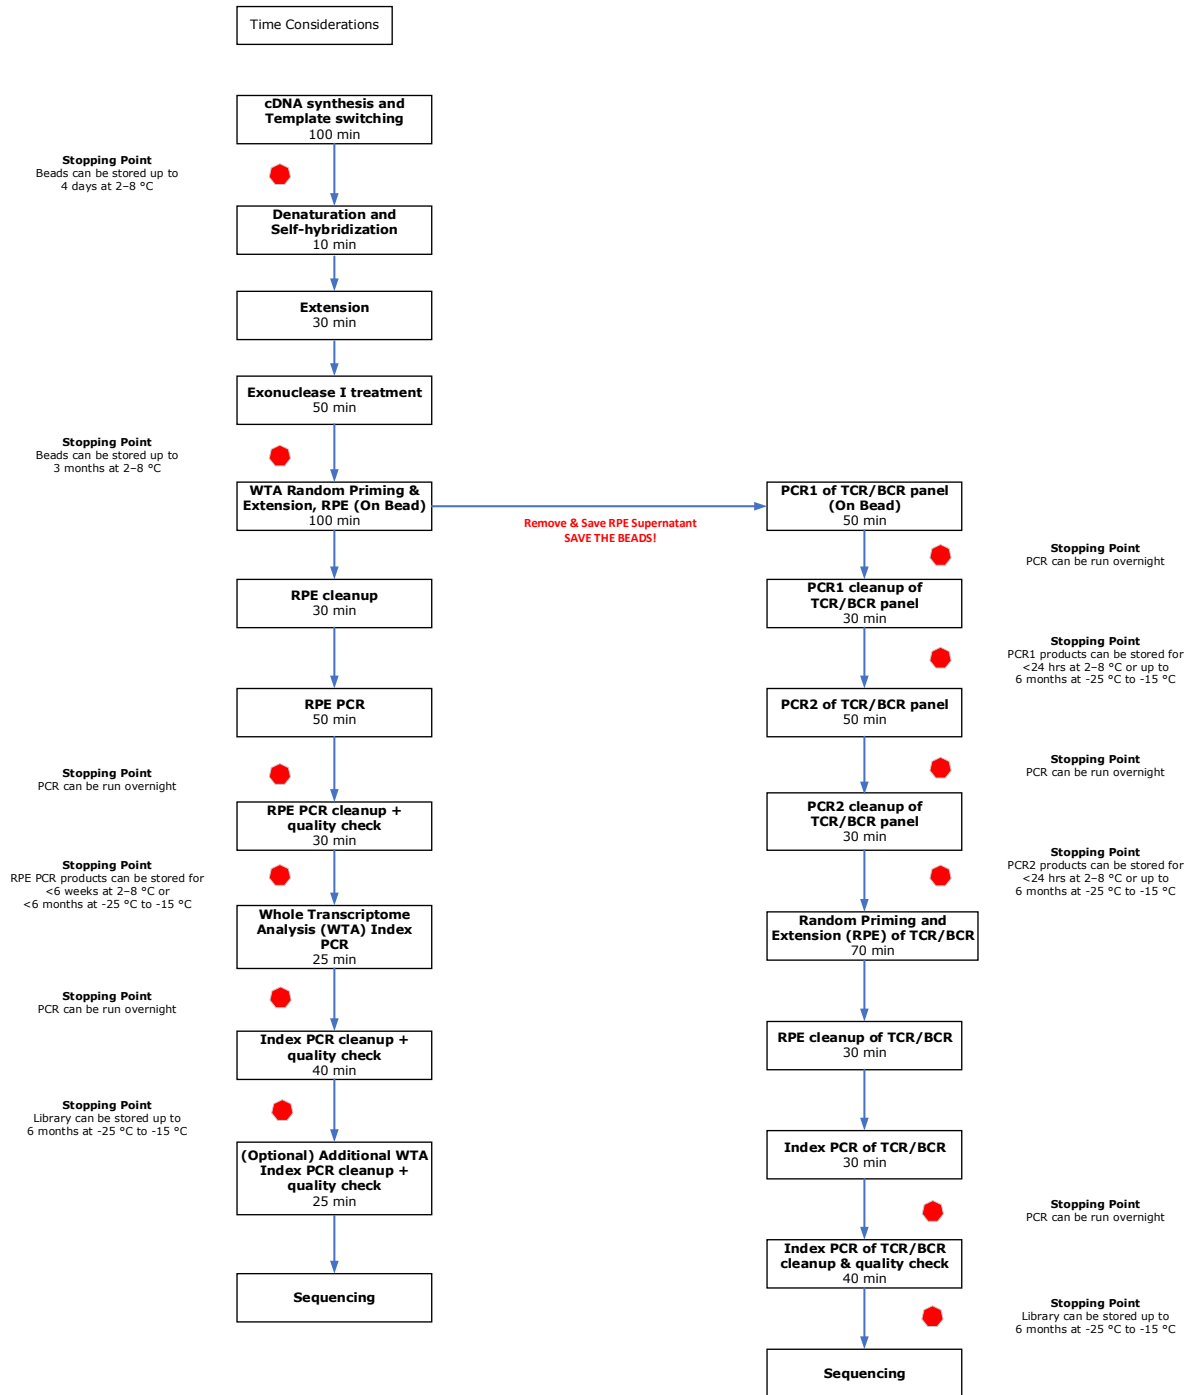 Time Considerations
cDNA synthesis and
Template switching
100 min
Stopping Point
Beads can be stored up to
4 days at 2–8 °C
Denaturation and
Self-hybridization
10 min
Extension
30 min
Exonuclease I treatment
50 min
Stopping Point
Beads can be stored up to
3 months at 2–8 °C
WTA Random Priming &
Extension, RPE (On Bead)
100 min
Remove & Save RPE Supernatant
SAVE THE BEADS!
RPE cleanup
30 min
RPE PCR
50 min
Stopping Point
PCR can be run overnight
RPE PCR cleanup +
quality check
30 min
Stopping Point
RPE PCR products can be stored for
<6 weeks at 2–8 °C or
<6 months at -25 °C to -15 °C
Whole Transcriptome
Analysis (WTA) Index
PCR
25 min
Stopping Point
PCR can be run overnight
Index PCR cleanup +
quality check
40 min
Stopping Point
Library can be stored up to
6 months at -25 °C to -15 °C
(Optional) Additional WTA
Index PCR cleanup +
quality check
25 min
Sequencing
PCR1 of TCR/BCR panel
(On Bead)
50 min
Stopping Point
PCR can be run overnight
PCR1 cleanup of
TCR/BCR panel
30 min
Stopping Point
PCR1 products can be stored for
<24 hrs at 2–8 °C or up to
6 months at -25 °C to -15 °C
PCR2 of TCR/BCR panel
50 min
Stopping Point
PCR can be run overnight
PCR2 cleanup of
TCR/BCR panel
30 min
Stopping Point
PCR2 products can be stored for
<24 hrs at 2–8 °C or up to
6 months at -25 °C to -15 °C
Random Priming and
Extension (RPE) of TCR/BCR
70 min
RPE cleanup of TCR/BCR
30 min
Index PCR of TCR/BCR
30 min
Stopping Point
PCR can be run overnight
Index PCR of TCR/BCR
cleanup & quality check
40 min
Stopping Point
Library can be stored up to
6 months at -25 °C to -15 °C
Sequencing